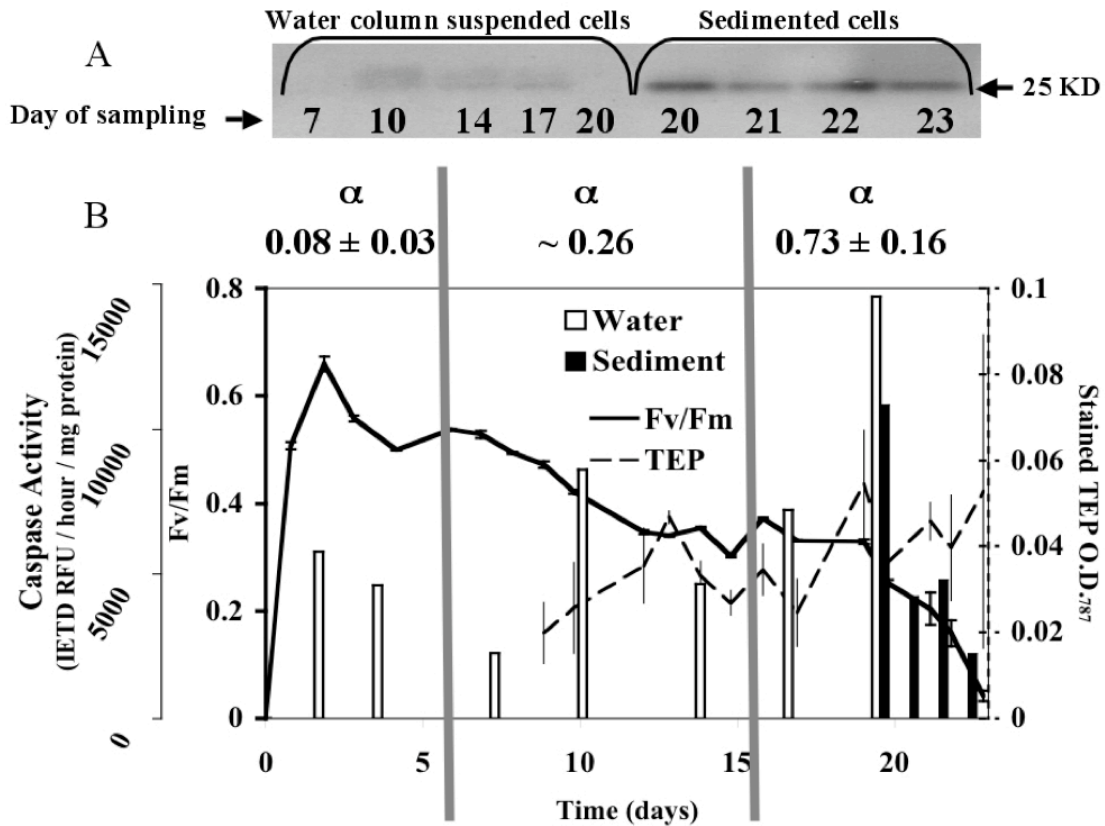 Water column suspended cells Sedimented cells
A
25 KD
Day of sampling 7 10 14 17 20 20 21 22 23
B
α α α
0.08 ± 0.03 ~ 0.26 0.73 ± 0.16
Caspase Activity
(IETD RFU / hour / mg protein)
15000
10000
5000
0
Fv/Fm
0.8
0.6
0.4
0.2
0
Water
Sediment
Fv/Fm
TEP
0.1
0.08
0.06
0.04
0.02
0
Stained TEP O.D.787
0 5 10 15 20
Time (days)